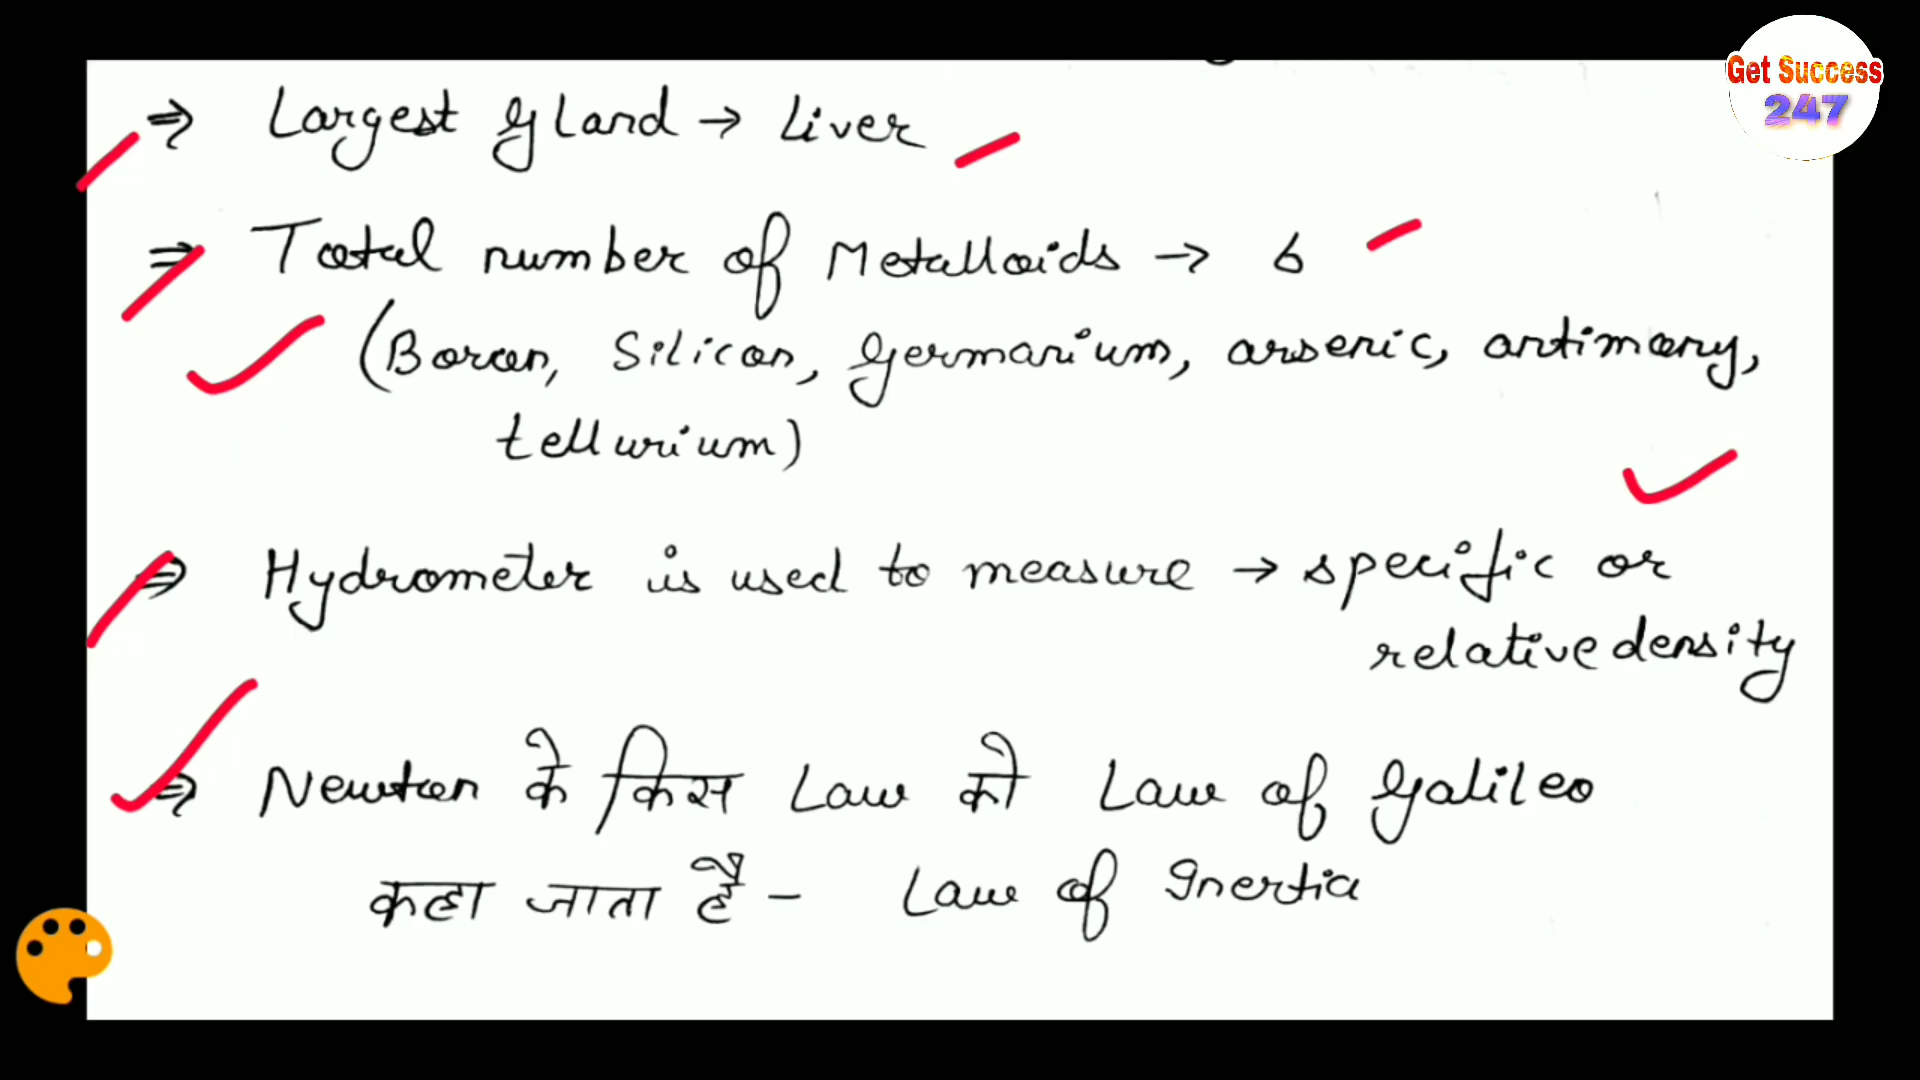 Get Success
247
⇒ Largest Gland → Liver
⇒ Total number of Metalloids → 6
(Boron, Silicon, Germanium, arsenic, antimony,
tellurium)
⇒ Hydrometer is used to measure → specific or
relative density
⇒ Newton के किस Law को Law of Galileo
कहा जाता है - Law of Inertia